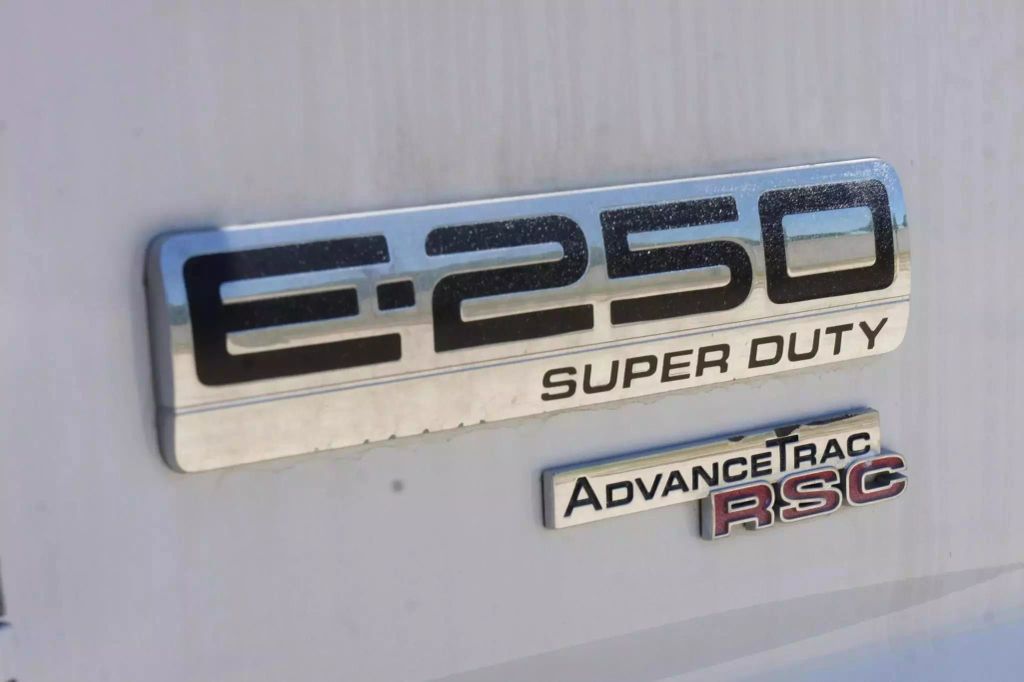 E-250
SUPER DUTY
ADVANCETRAC
RSC